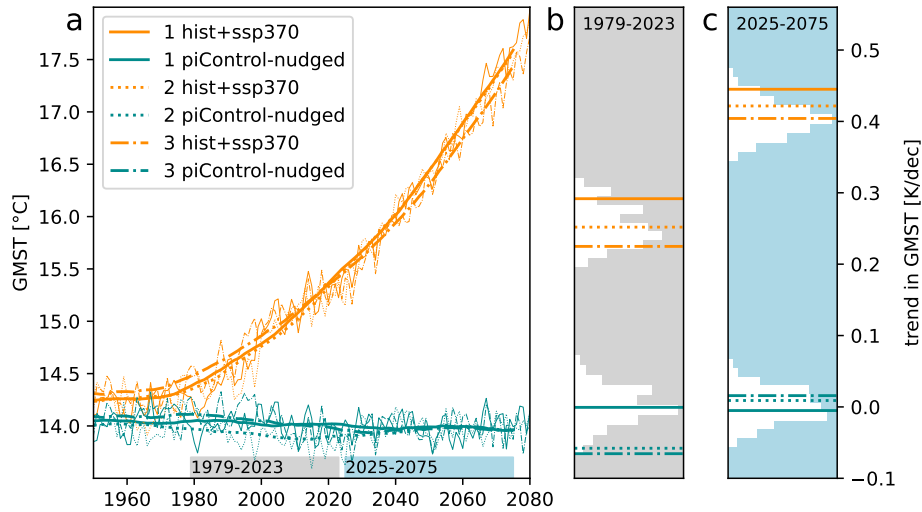 a
b
c
1 hist+ssp370
1 piControl-nudged
2 hist+ssp370
2 piControl-nudged
3 hist+ssp370
3 piControl-nudged
GMST [°C]
17.5
17.0
16.5
16.0
15.5
15.0
14.5
14.0
1979-2023
2025-2075
1960
1980
2000
2020
2040
2060
2080
1979-2023
2025-2075
0.5
0.4
0.3
0.2
0.1
0.0
−0.1
trend in GMST [K/dec]